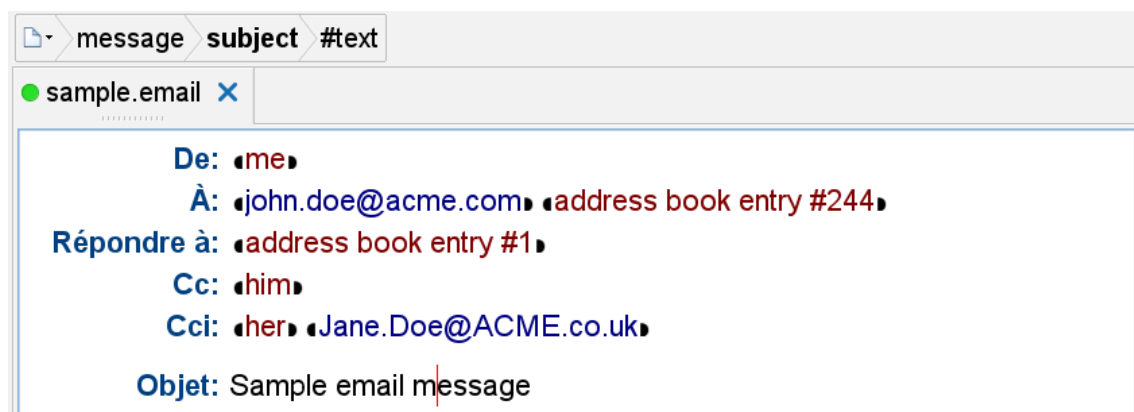 message subject #text
sample.email
De: me
À: john.doe@acme.com address book entry #244
Répondre à: address book entry #1
Cc: him
Cci: her Jane.Doe@ACME.co.uk
Objet: Sample email message